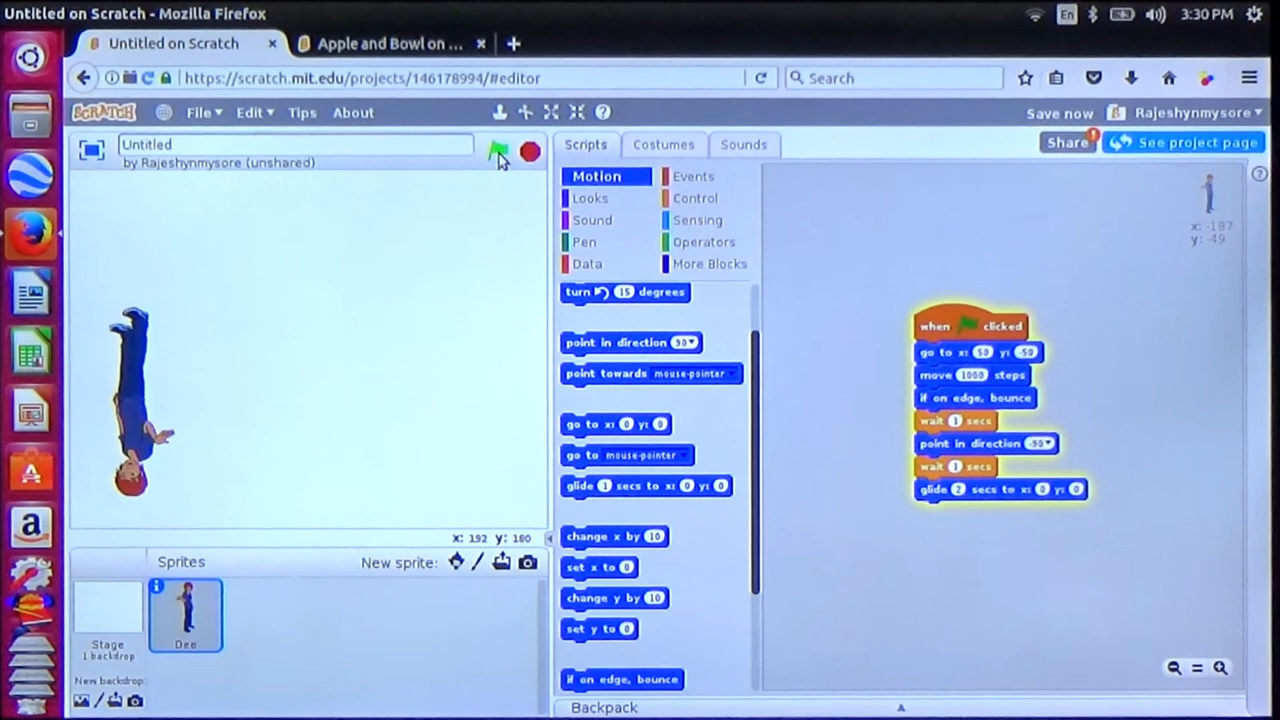 Untitled on Scratch - Mozilla Firefox
En
3:30 PM
Untitled on Scratch
Apple and Bowl on ...
https://scratch.mit.edu/projects/146178994/#editor
Search
SCRATCH
File
Edit
Tips
About
Save now
Rajeshynmysore
Untitled
by Rajeshynmysore (unshared)
Scripts
Costumes
Sounds
Share
See project page
Motion
Events
Looks
Control
Sound
Sensing
Pen
Operators
Data
More Blocks
x: -187
y: -49
turn 15 degrees
point in direction 90
point towards mouse-pointer
go to x: 0 y: 0
go to mouse-pointer
glide 1 secs to x: 0 y: 0
change x by 10
set x to 0
change y by 10
set y to 0
if on edge, bounce
when clicked
go to x: 50 y: -50
move 1000 steps
if on edge, bounce
wait 1 secs
point in direction -90
wait 1 secs
glide 2 secs to x: 0 y: 0
x: 192 y: 180
Sprites
New sprite:
Stage
1 backdrop
Dee
New backdrop:
Backpack